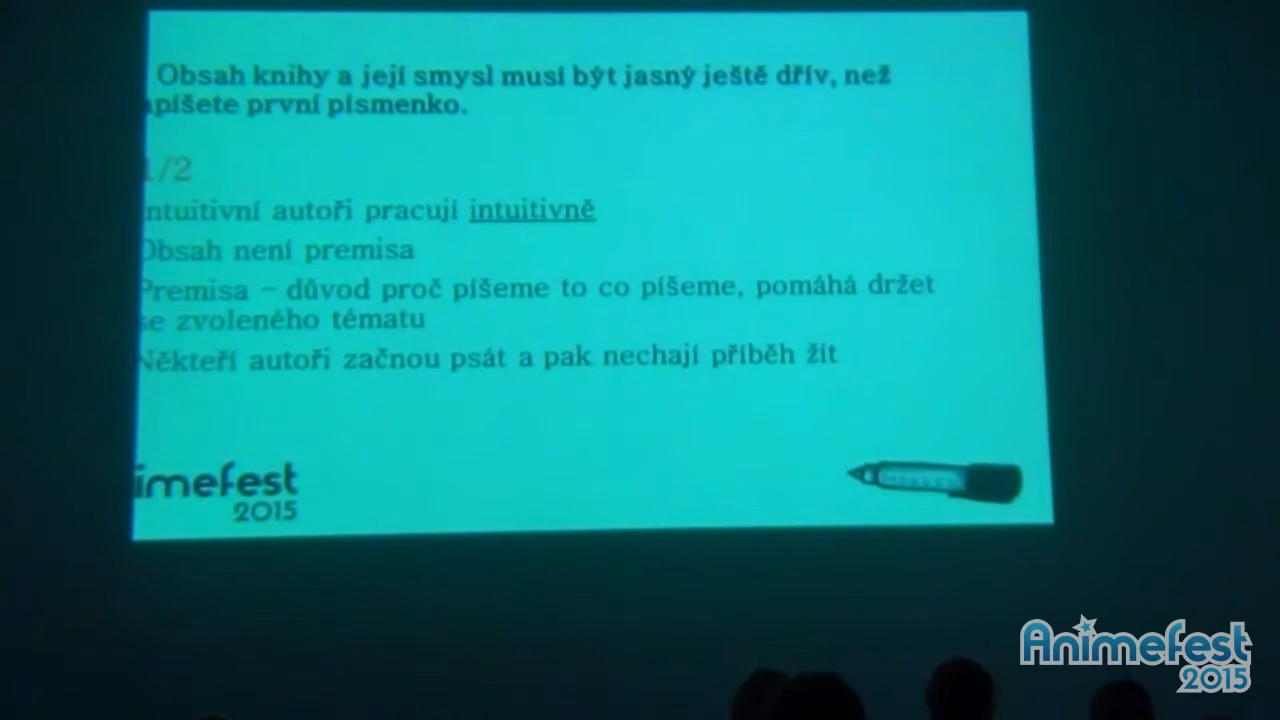 Obsah knihy a její smysl musí být jasný ještě dřív, než
apíšete první písmenko.
1/2
ntuitivní autoři pracují intuitivně
Obsah není premisa
Premisa – důvod proč píšeme to co píšeme, pomáhá držet
se zvoleného tématu
Někteří autoři začnou psát a pak nechají příběh žít
imefest
2015
Animefest
2015